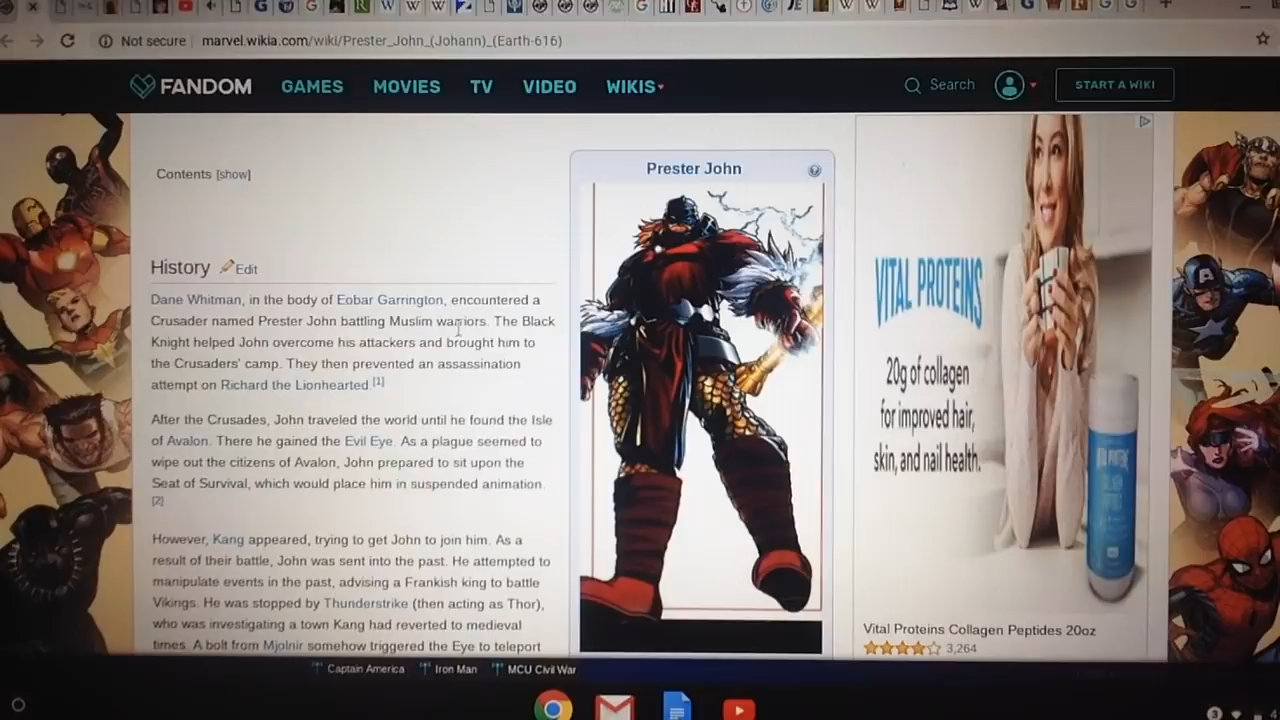 Not secure marvel.wikia.com/wiki/Prester_John_(Johann)_(Earth-616)
FANDOM GAMES MOVIES TV VIDEO WIKIS Search START A WIKI
Contents [show]
Prester John
History Edit
Dane Whitman, in the body of Eobar Garrington, encountered a
Crusader named Prester John battling Muslim warriors. The Black
Knight helped John overcome his attackers and brought him to
the Crusaders' camp. They then prevented an assassination
attempt on Richard the Lionhearted.[1]
After the Crusades, John traveled the world until he found the Isle
of Avalon. There he gained the Evil Eye. As a plague seemed to
wipe out the citizens of Avalon, John prepared to sit upon the
Seat of Survival, which would place him in suspended animation.
[2]
However, Kang appeared, trying to get John to join him. As a
result of their battle, John was sent into the past. He attempted to
manipulate events in the past, advising a Frankish king to battle
Vikings. He was stopped by Thunderstrike (then acting as Thor),
who was investigating a town Kang had reverted to medieval
times. A bolt from Mjolnir somehow triggered the Eye to teleport
VITAL PROTEINS
20g of collagen
for improved hair,
skin, and nail health.
Vital Proteins Collagen Peptides 20oz
3,264
Captain America Iron Man MCU Civil War
3